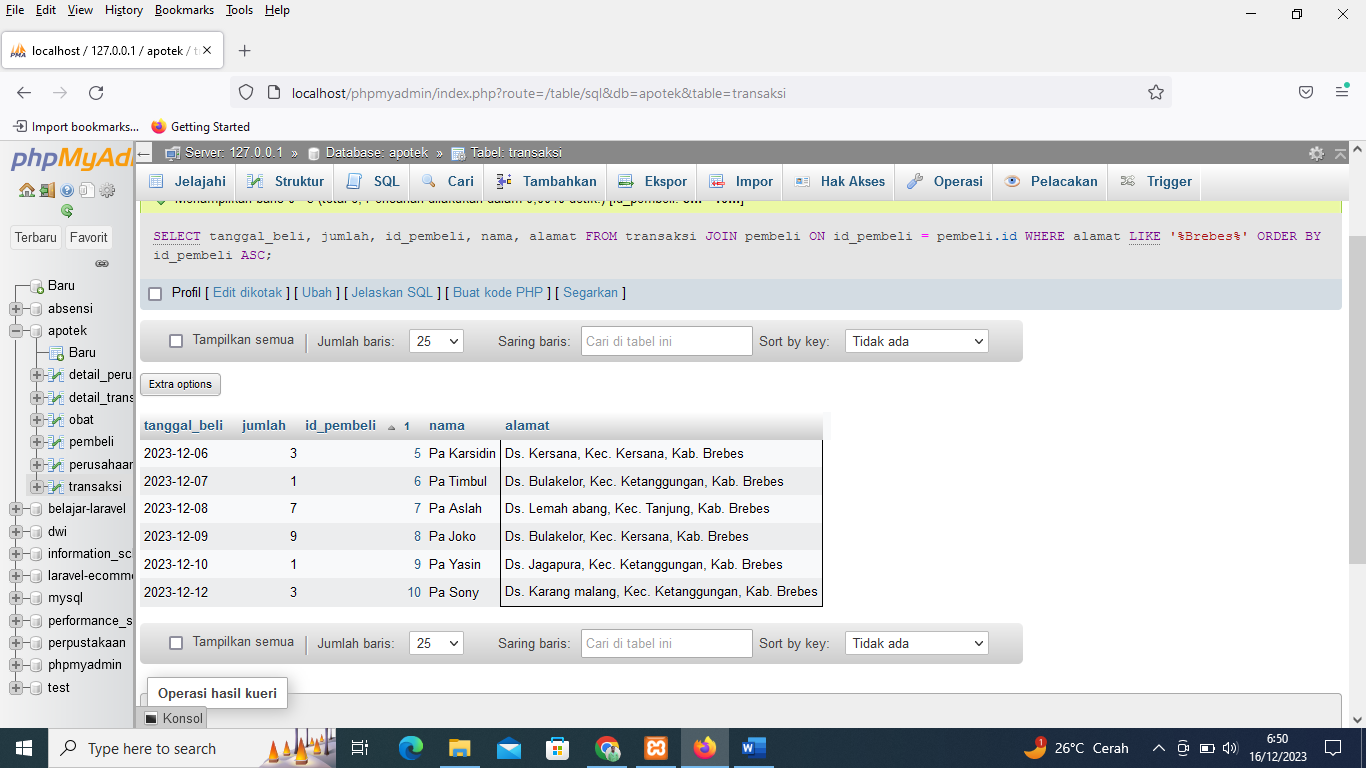 File Edit View History Bookmarks Tools Help
localhost / 127.0.0.1 / apotek / t
localhost/phpmyadmin/index.php?route=/table/sql&db=apotek&table=transaksi
Import bookmarks... Getting Started
phpMyAd
Server: 127.0.0.1 » Database: apotek » Tabel: transaksi
Jelajahi Struktur SQL Cari Tambahkan Ekspor Impor Hak Akses Operasi Pelacakan Trigger
Terbaru Favorit
Baru
absensi
apotek
Baru
detail_peru
detail_trans
obat
pembeli
perusahaan
transaksi
belajar-laravel
dwi
information_sc
laravel-ecomme
mysql
performance_s
perpustakaan
phpmyadmin
test
SELECT tanggal_beli, jumlah, id_pembeli, nama, alamat FROM transaksi JOIN pembeli ON id_pembeli = pembeli.id WHERE alamat LIKE '%Brebes%' ORDER BY
id_pembeli ASC;
Profil [ Edit dikotak ] [ Ubah ] [ Jelaskan SQL ] [ Buat kode PHP ] [ Segarkan ]
Tampilkan semua Jumlah baris: 25 Saring baris: Cari di tabel ini Sort by key: Tidak ada
Extra options
tanggal_beli jumlah id_pembeli 1 nama alamat
2023-12-06 3 5 Pa Karsidin Ds. Kersana, Kec. Kersana, Kab. Brebes
2023-12-07 1 6 Pa Timbul Ds. Bulakelor, Kec. Ketanggungan, Kab. Brebes
2023-12-08 7 7 Pa Aslah Ds. Lemah abang, Kec. Tanjung, Kab. Brebes
2023-12-09 9 8 Pa Joko Ds. Bulakelor, Kec. Kersana, Kab. Brebes
2023-12-10 1 9 Pa Yasin Ds. Jagapura, Kec. Ketanggungan, Kab. Brebes
2023-12-12 3 10 Pa Sony Ds. Karang malang, Kec. Ketanggungan, Kab. Brebes
Tampilkan semua Jumlah baris: 25 Saring baris: Cari di tabel ini Sort by key: Tidak ada
Operasi hasil kueri
Konsol
Type here to search
1 26°C Cerah
6:50
16/12/2023